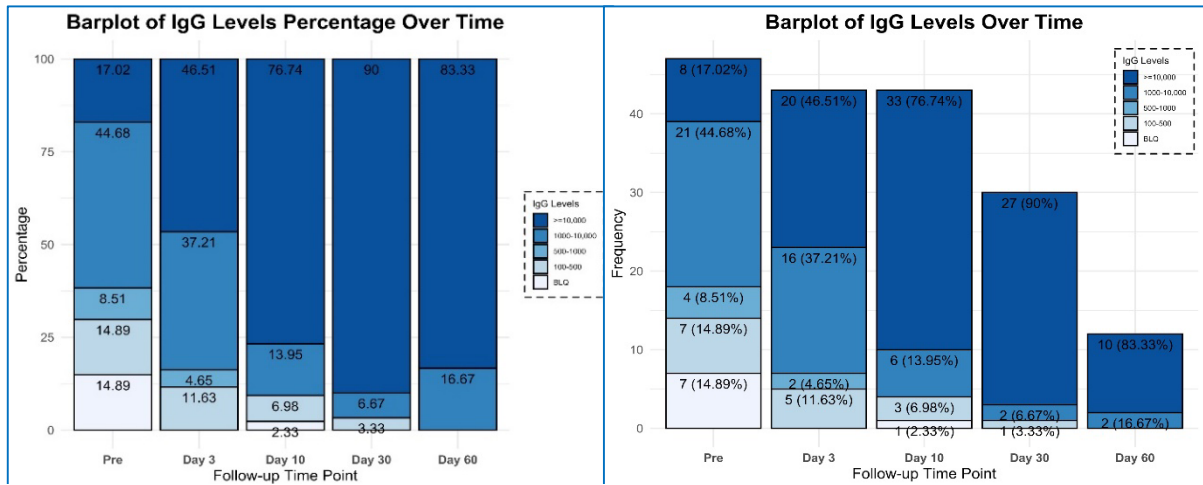 Barplot of IgG Levels Percentage Over Time
Percentage
100
75
50
25
0
17.02
44.68
8.51
14.89
14.89
46.51
37.21
4.65
11.63
76.74
13.95
6.98
2.33
90
6.67
3.33
83.33
16.67
Pre
Day 3
Day 10
Day 30
Day 60
Follow-up Time Point
IgG Levels
>=10,000
1000-10,000
500-1000
100-500
BLQ
Barplot of IgG Levels Over Time
Frequency
40
30
20
10
0
8 (17.02%)
21 (44.68%)
4 (8.51%)
7 (14.89%)
7 (14.89%)
20 (46.51%)
16 (37.21%)
2 (4.65%)
5 (11.63%)
33 (76.74%)
6 (13.95%)
3 (6.98%)
1 (2.33%)
27 (90%)
2 (6.67%)
1 (3.33%)
10 (83.33%)
2 (16.67%)
Pre
Day 3
Day 10
Day 30
Day 60
Follow-up Time Point
IgG Levels
>=10,000
1000-10,000
500-1000
100-500
BLQ